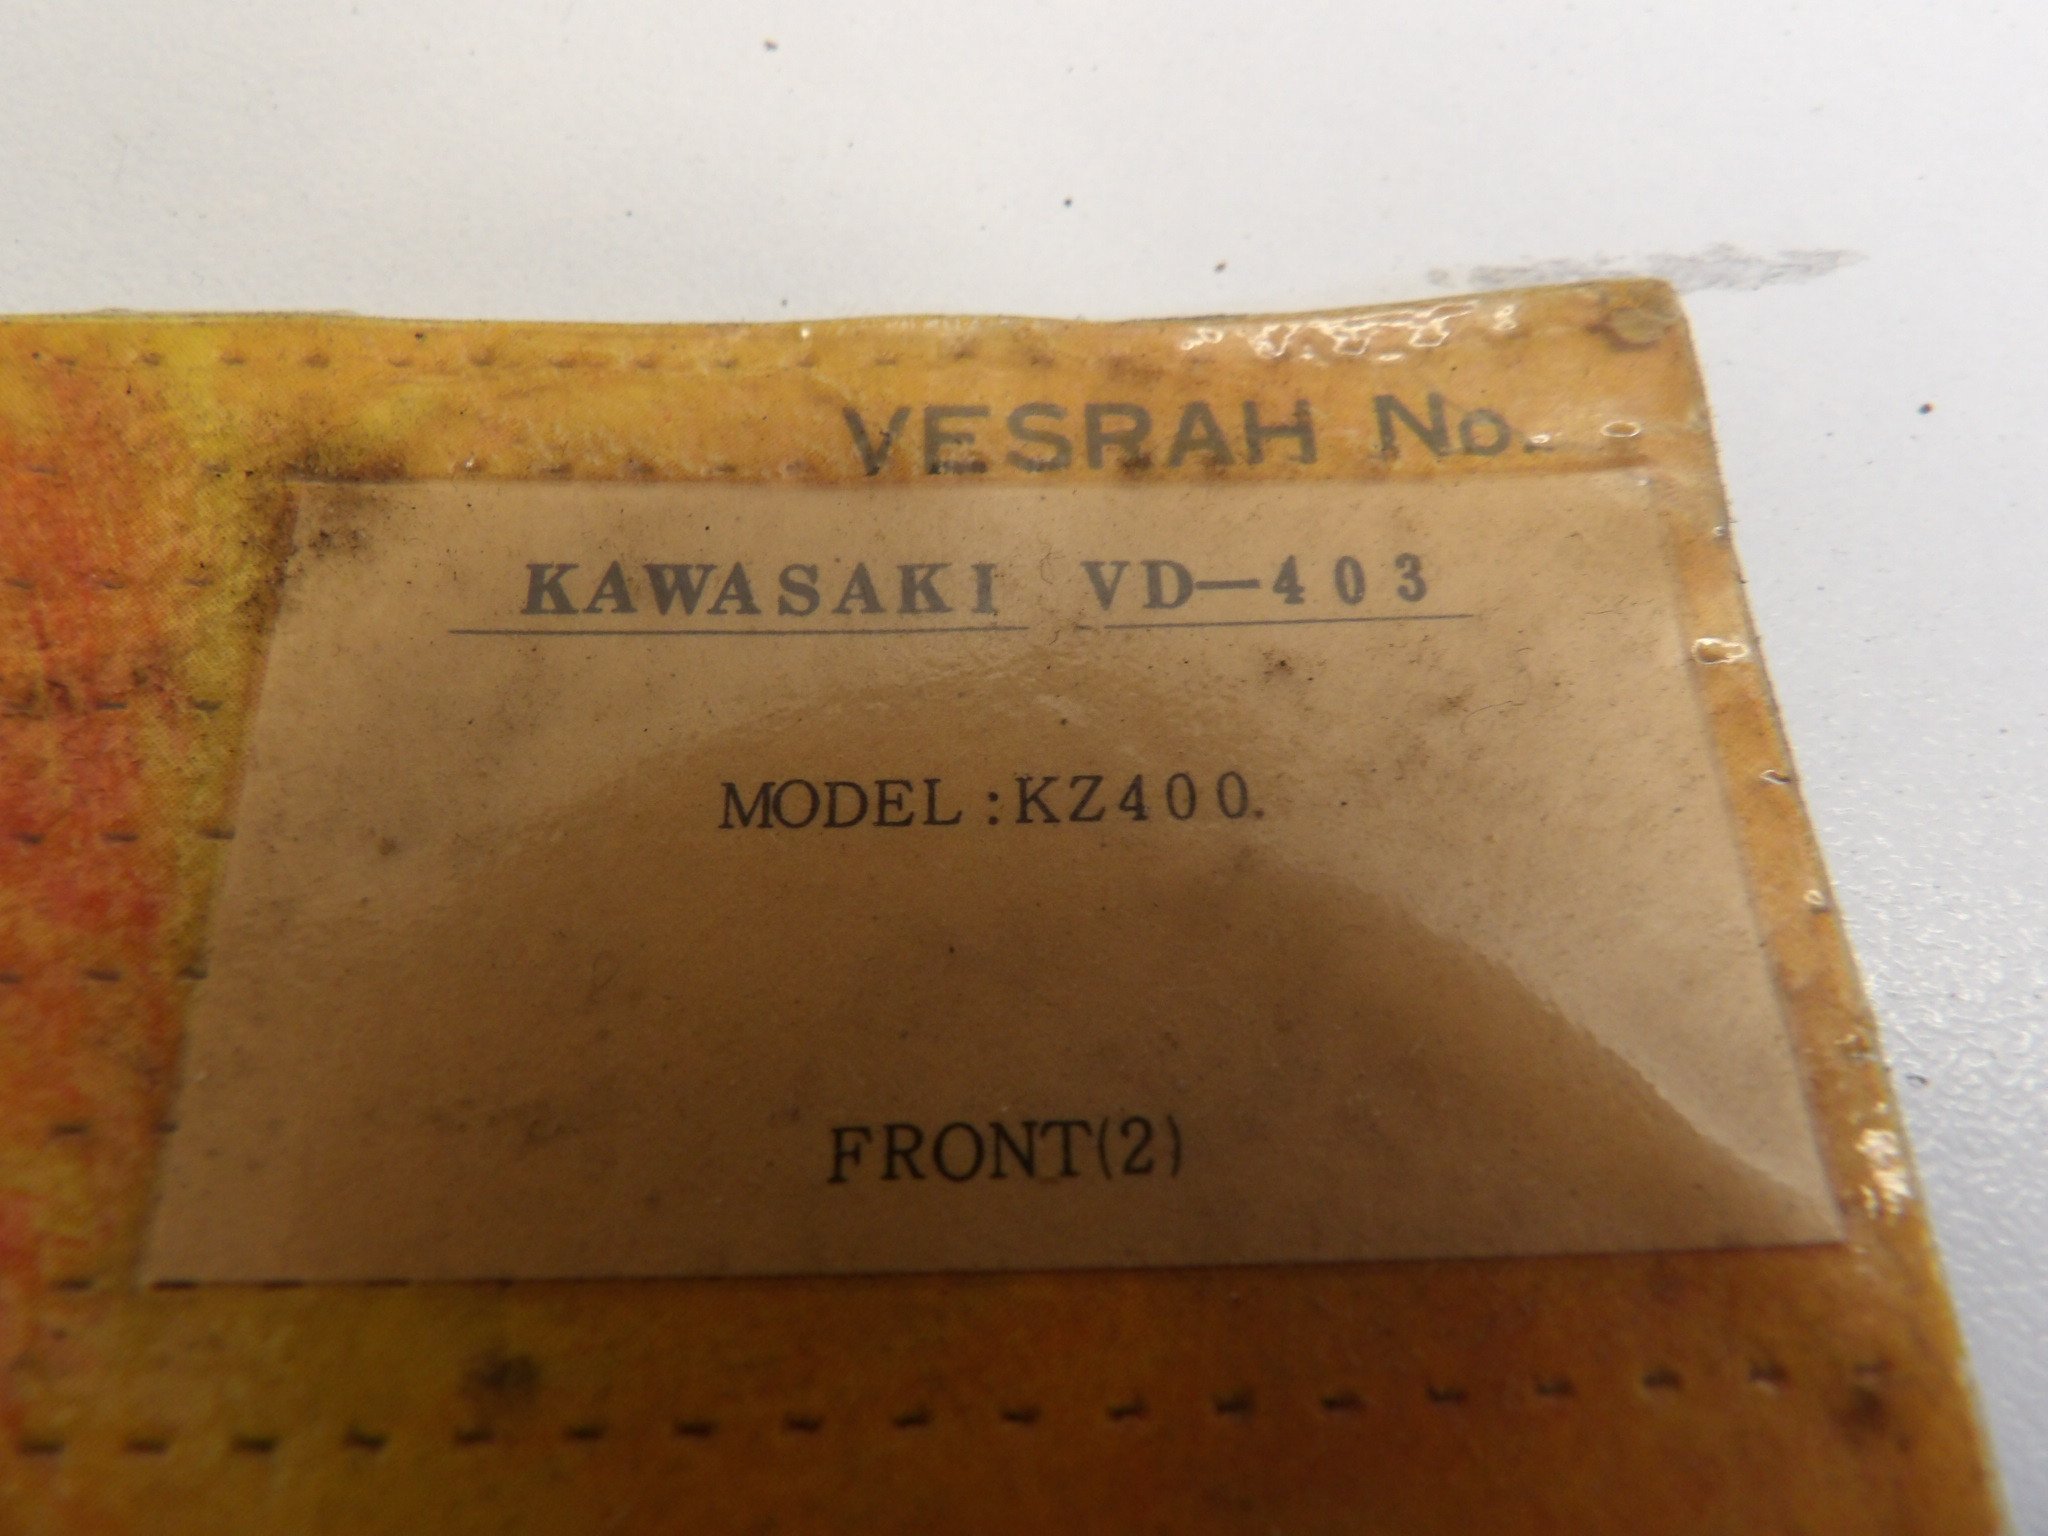 VESRAH No.
KAWASAKI VD-403
MODEL:KZ400.
FRONT(2)